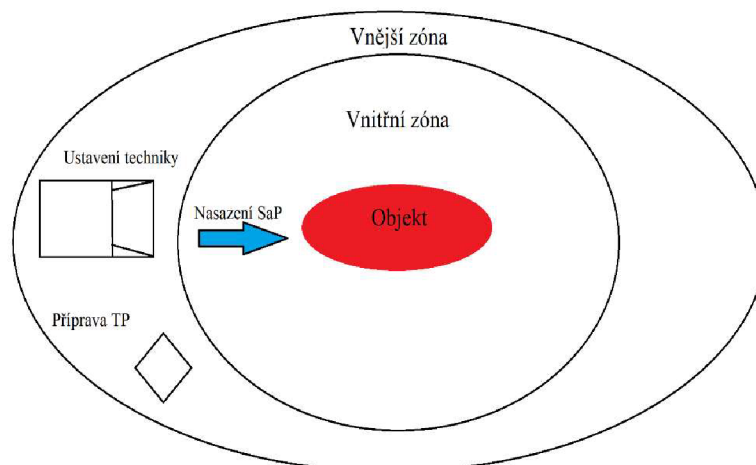 Vnější zóna
Vnitřní zóna
Ustavení techniky
Nasazení SaP
Objekt
Příprava TP